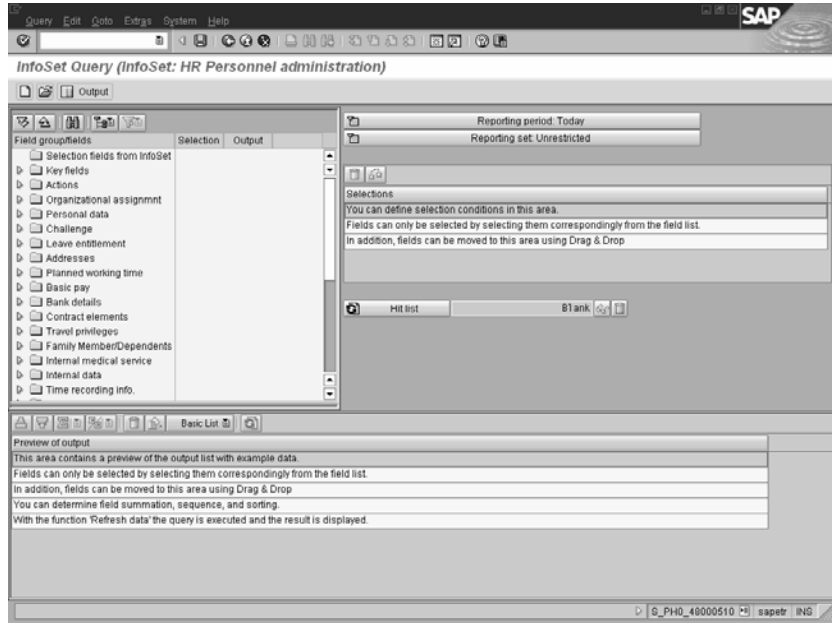 Query Edit Goto Extras System Help
SAP
InfoSet Query (InfoSet: HR Personnel administration)
Output
Field group/fields Selection Output
Selection fields from InfoSet
Key fields
Actions
Organizational assignmnt
Personal data
Challenge
Leave entitlement
Addresses
Planned working time
Basic pay
Bank details
Contract elements
Travel privileges
Family Member/Dependents
Internal medical service
Internal data
Time recording info.
Reporting period: Today
Reporting set: Unrestricted
Selections
You can define selection conditions in this area.
Fields can only be selected by selecting them correspondingly from the field list.
In addition, fields can be moved to this area using Drag & Drop
Hit list Blank
Basic List
Preview of output
This area contains a preview of the output list with example data.
Fields can only be selected by selecting them correspondingly from the field list.
In addition, fields can be moved to this area using Drag & Drop
You can determine field summation, sequence, and sorting.
With the function 'Refresh data' the query is executed and the result is displayed.
S_PH0_48000510 sapetr INS